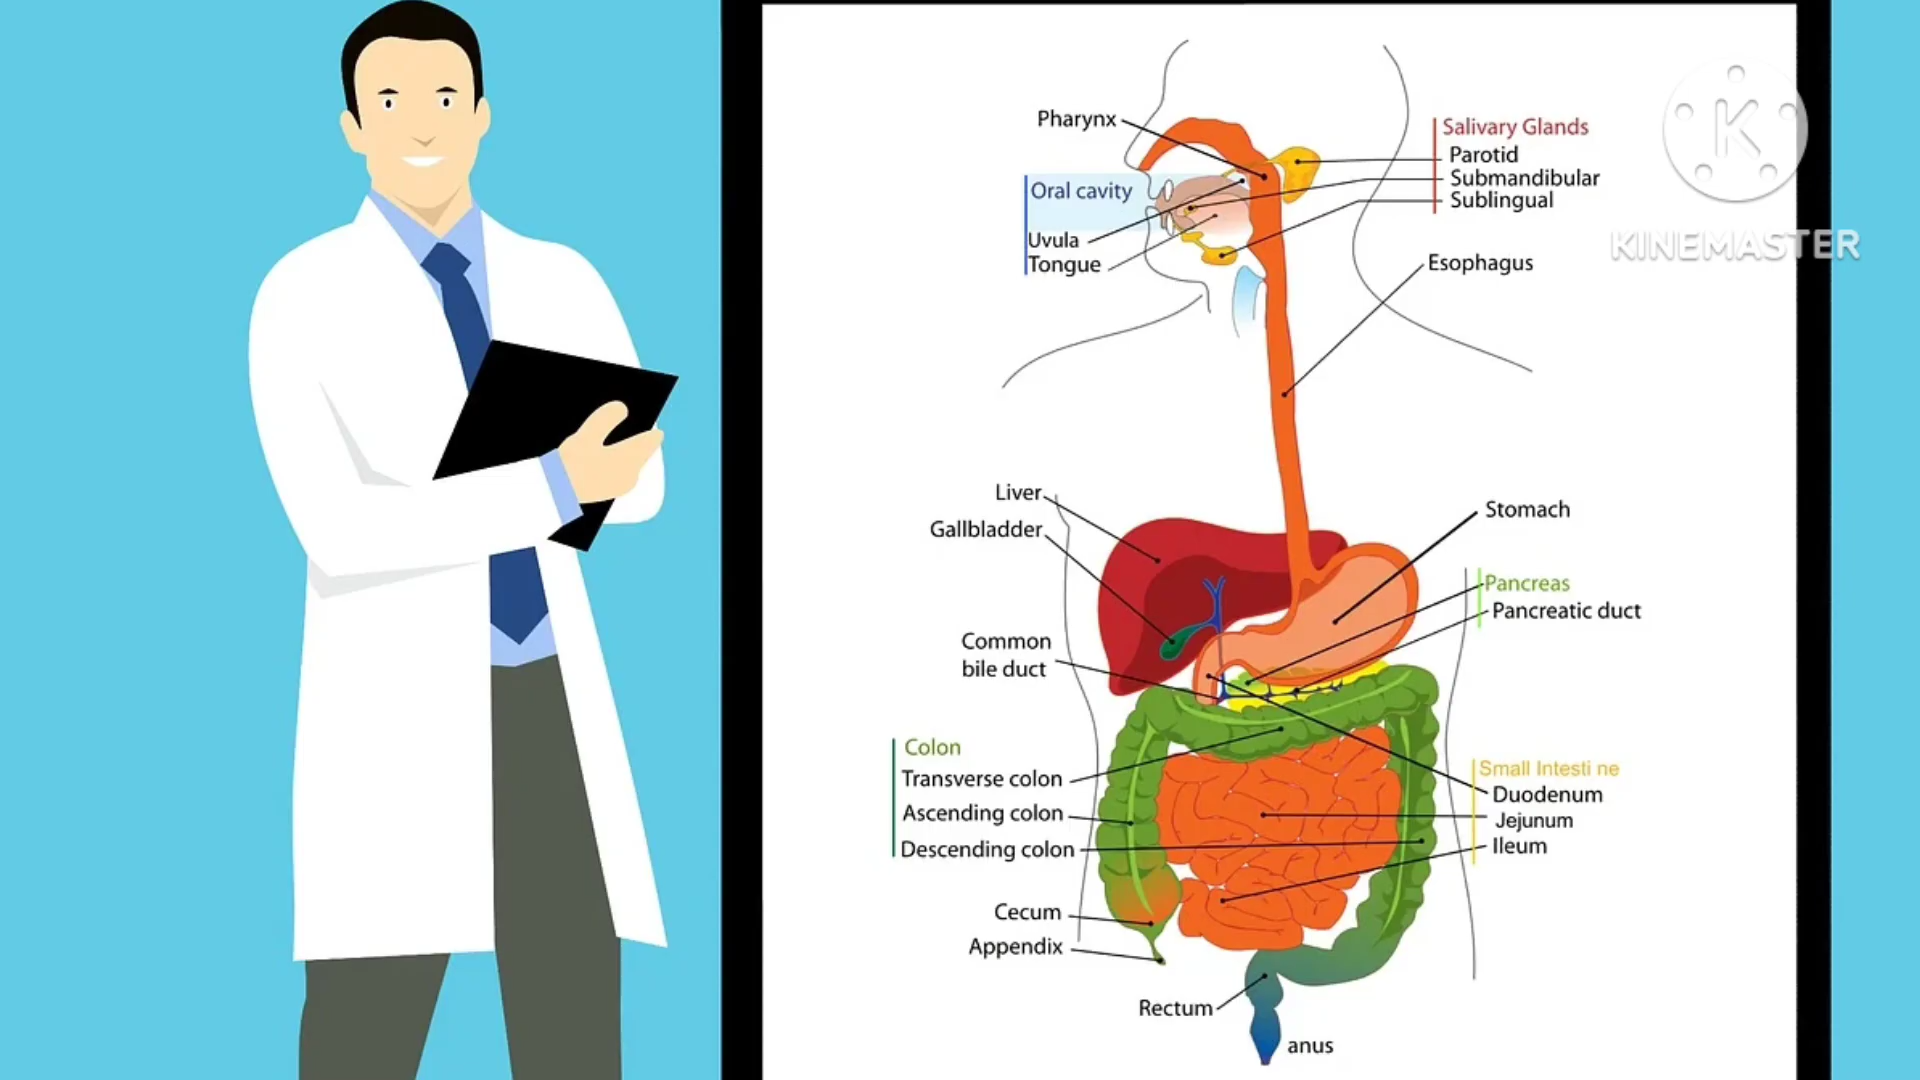 Pharynx
Oral cavity
Uvula
Tongue
Salivary Glands
Parotid
Submandibular
Sublingual
K
KINEMASTER
Esophagus
Liver
Gallbladder
Common
bile duct
Stomach
Pancreas
Pancreatic duct
Colon
Transverse colon
Ascending colon
Descending colon
Small Intesti ne
Duodenum
Jejunum
Ileum
Cecum
Appendix
Rectum
anus